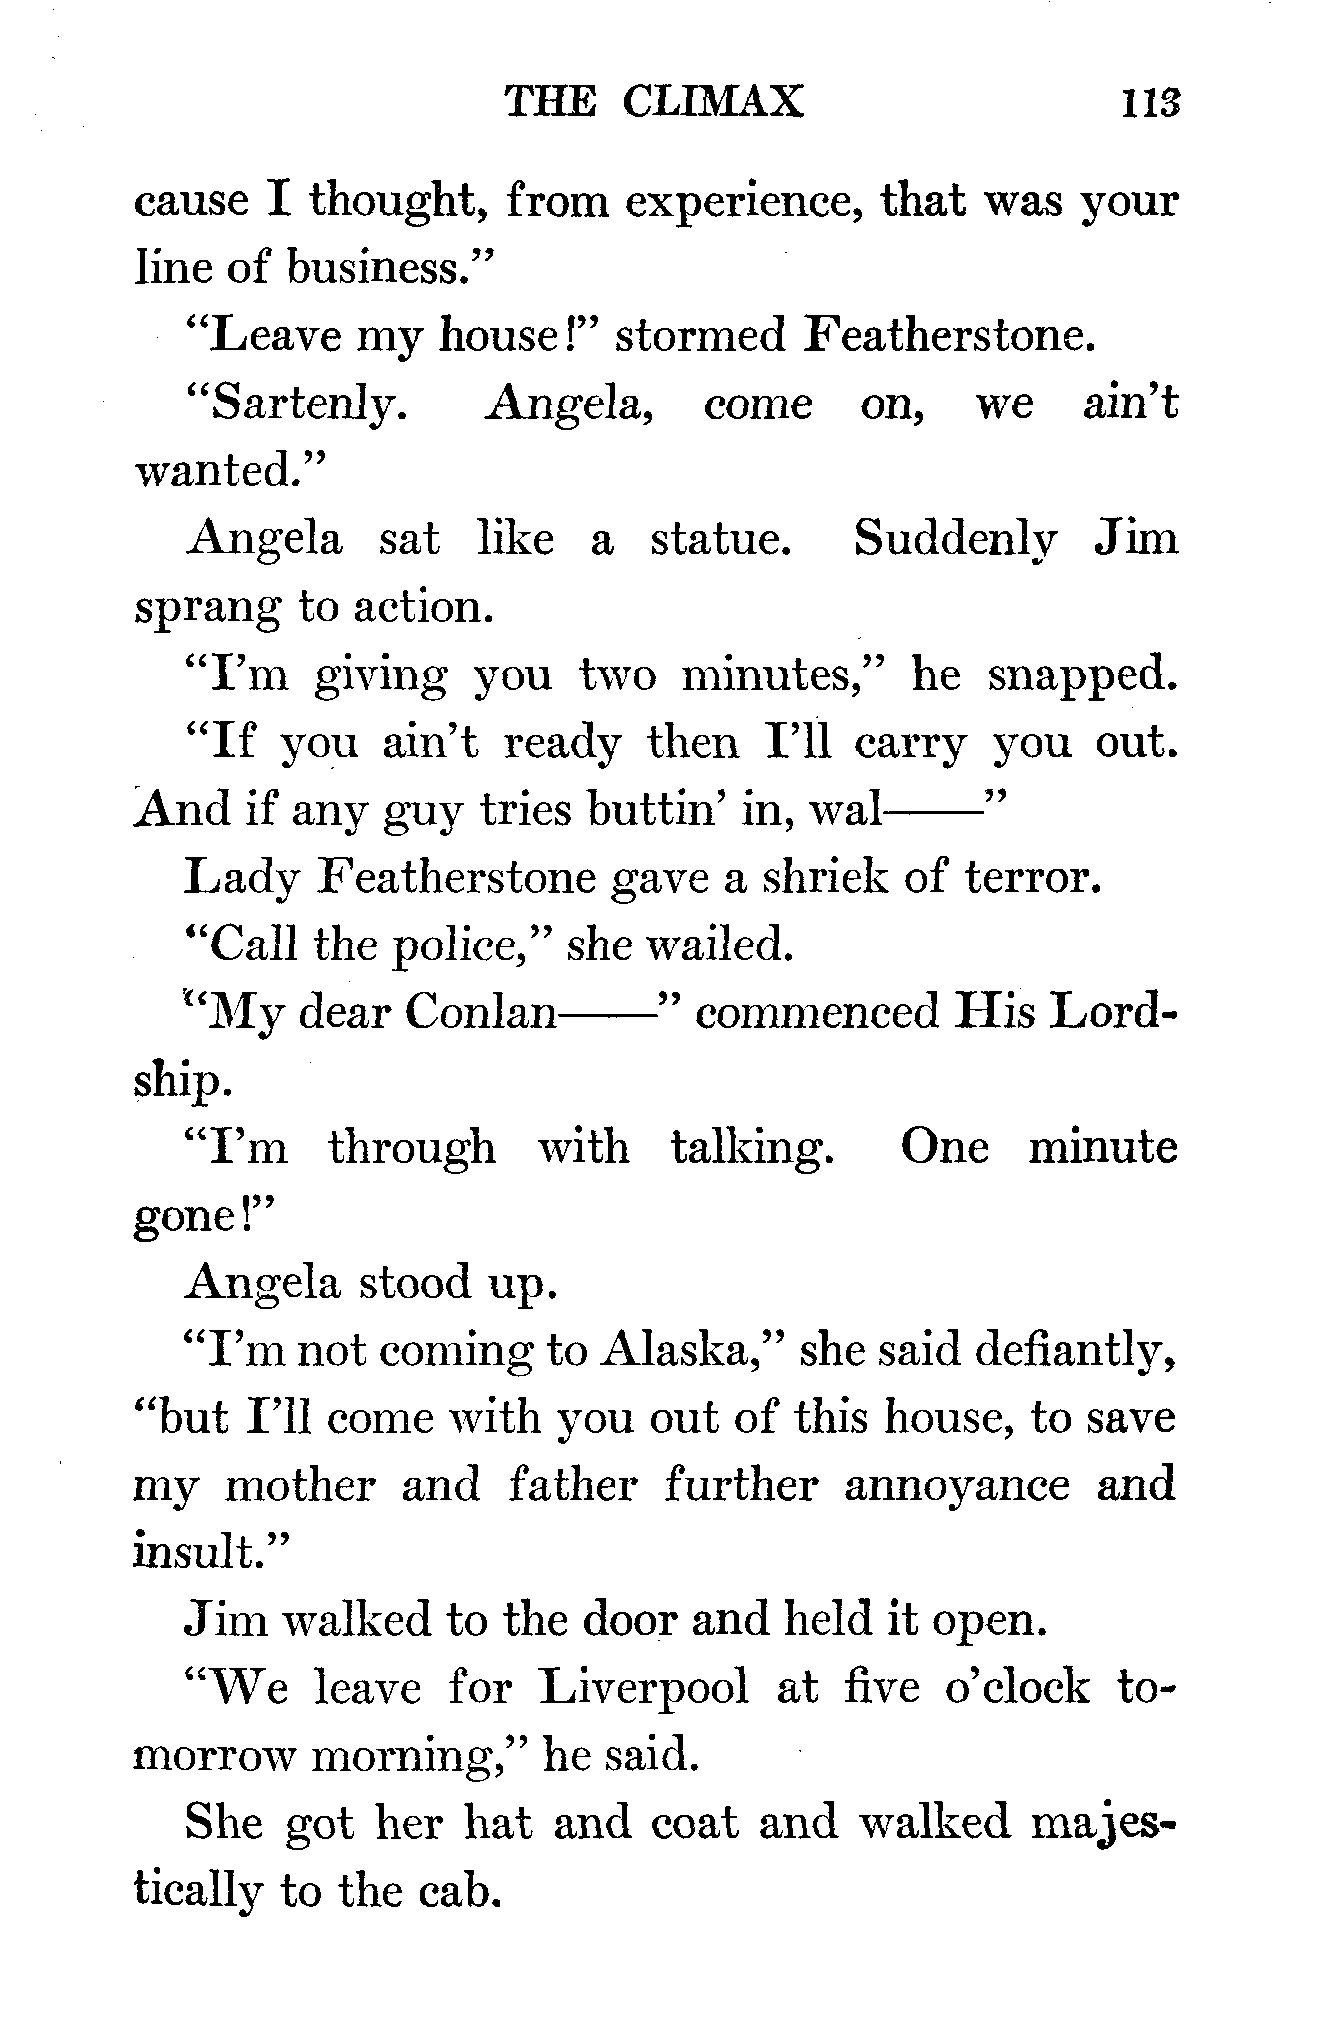 THE CLIMAX 113
cause I thought, from experience, that was your
line of business.”
“Leave my house!” stormed Featherstone.
“Sartenly. Angela, come on, we ain’t
wanted.”
Angela sat like a statue. Suddenly Jim
sprang to action.
“I’m giving you two minutes,” he snapped.
“If you ain’t ready then I’ll carry you out.
And if any guy tries buttin’ in, wal——”
Lady Featherstone gave a shriek of terror.
“Call the police,” she wailed.
“My dear Conlan——” commenced His Lord-
ship.
“I’m through with talking. One minute
gone!”
Angela stood up.
“I’m not coming to Alaska,” she said defiantly,
“but I’ll come with you out of this house, to save
my mother and father further annoyance and
insult.”
Jim walked to the door and held it open.
“We leave for Liverpool at five o’clock to-
morrow morning,” he said.
She got her hat and coat and walked majes-
tically to the cab.